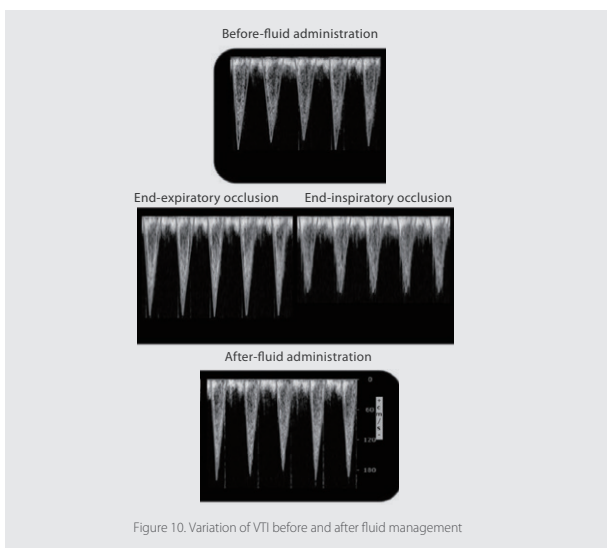 Before-fluid administration
End-expiratory occlusion End-inspiratory occlusion
After-fluid administration
0
60
120
180
Figure 10. Variation of VTI before and after fluid management